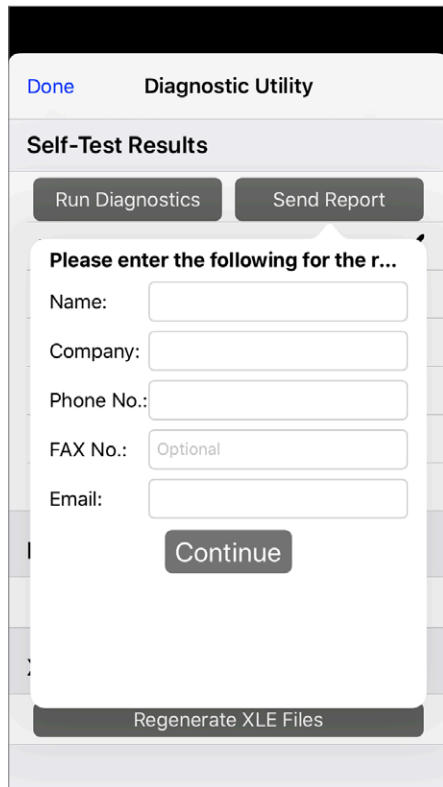 Done
Diagnostic Utility
Self-Test Results
Run Diagnostics
Send Report
Please enter the following for the r...
Name:
Company:
Phone No.:
FAX No.:
Optional
Email:
Continue
Regenerate XLE Files